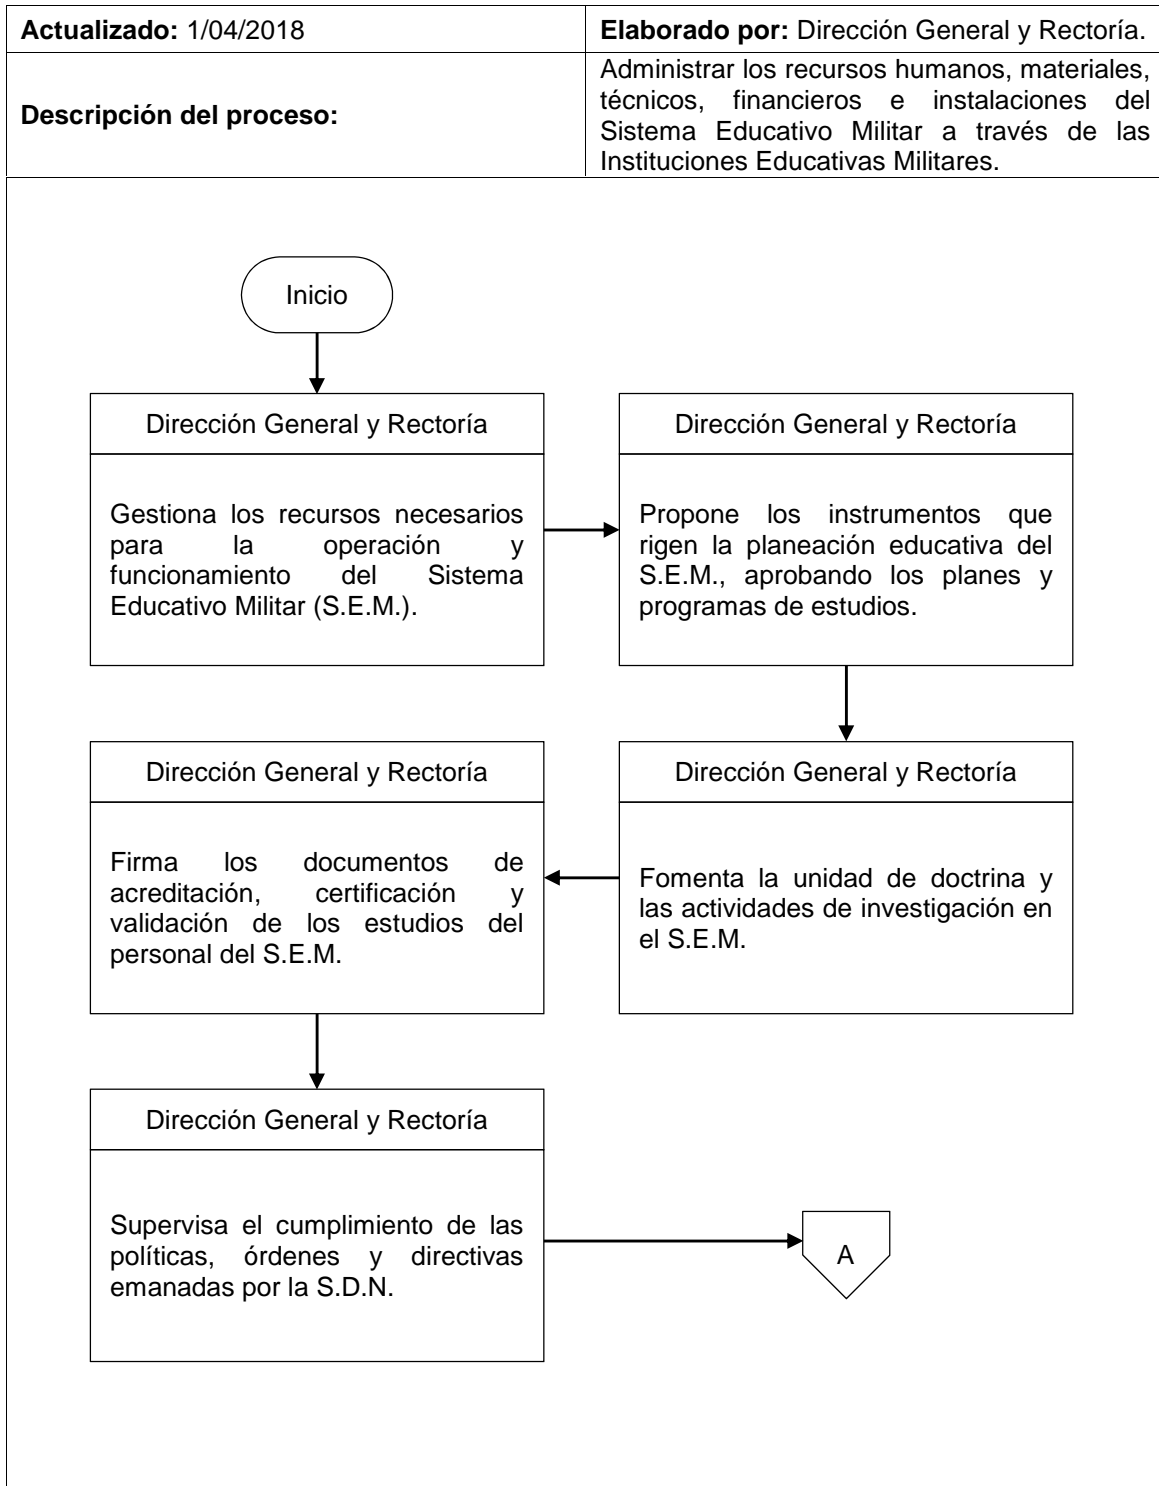 Actualizado: 1/04/2018
Elaborado por: Dirección General y Rectoría.
Descripción del proceso:
Administrar los recursos humanos, materiales,
técnicos, financieros e instalaciones del
Sistema Educativo Militar a través de las
Instituciones Educativas Militares.
Inicio
Dirección General y Rectoría
Gestiona los recursos necesarios
para la operación y
funcionamiento del Sistema
Educativo Militar (S.E.M.).
Dirección General y Rectoría
Propone los instrumentos que
rigen la planeación educativa del
S.E.M., aprobando los planes y
programas de estudios.
Dirección General y Rectoría
Fomenta la unidad de doctrina y
las actividades de investigación en
el S.E.M.
Dirección General y Rectoría
Firma los documentos de
acreditación, certificación y
validación de los estudios del
personal del S.E.M.
Dirección General y Rectoría
Supervisa el cumplimiento de las
políticas, órdenes y directivas
emanadas por la S.D.N.
A